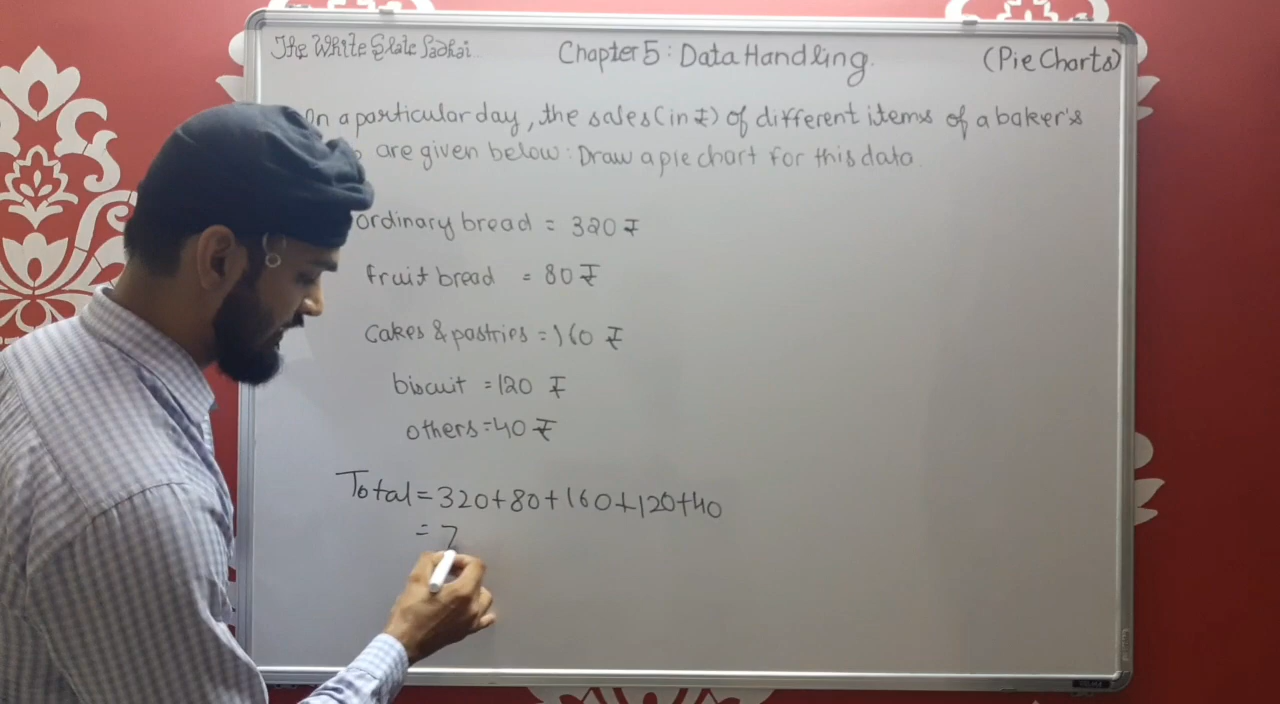 The White Slate Padhai Chapter 5 : Data Handling. (Pie Charts)
On a particular day, the sales (in ₹) of different items of a baker's
are given below : Draw a pie chart for this data.
ordinary bread = 320 ₹
fruit bread = 80 ₹
Cakes & pastries = 160 ₹
biscuit = 120 ₹
others = 40 ₹
Total = 320+80+160+120+40
= 7